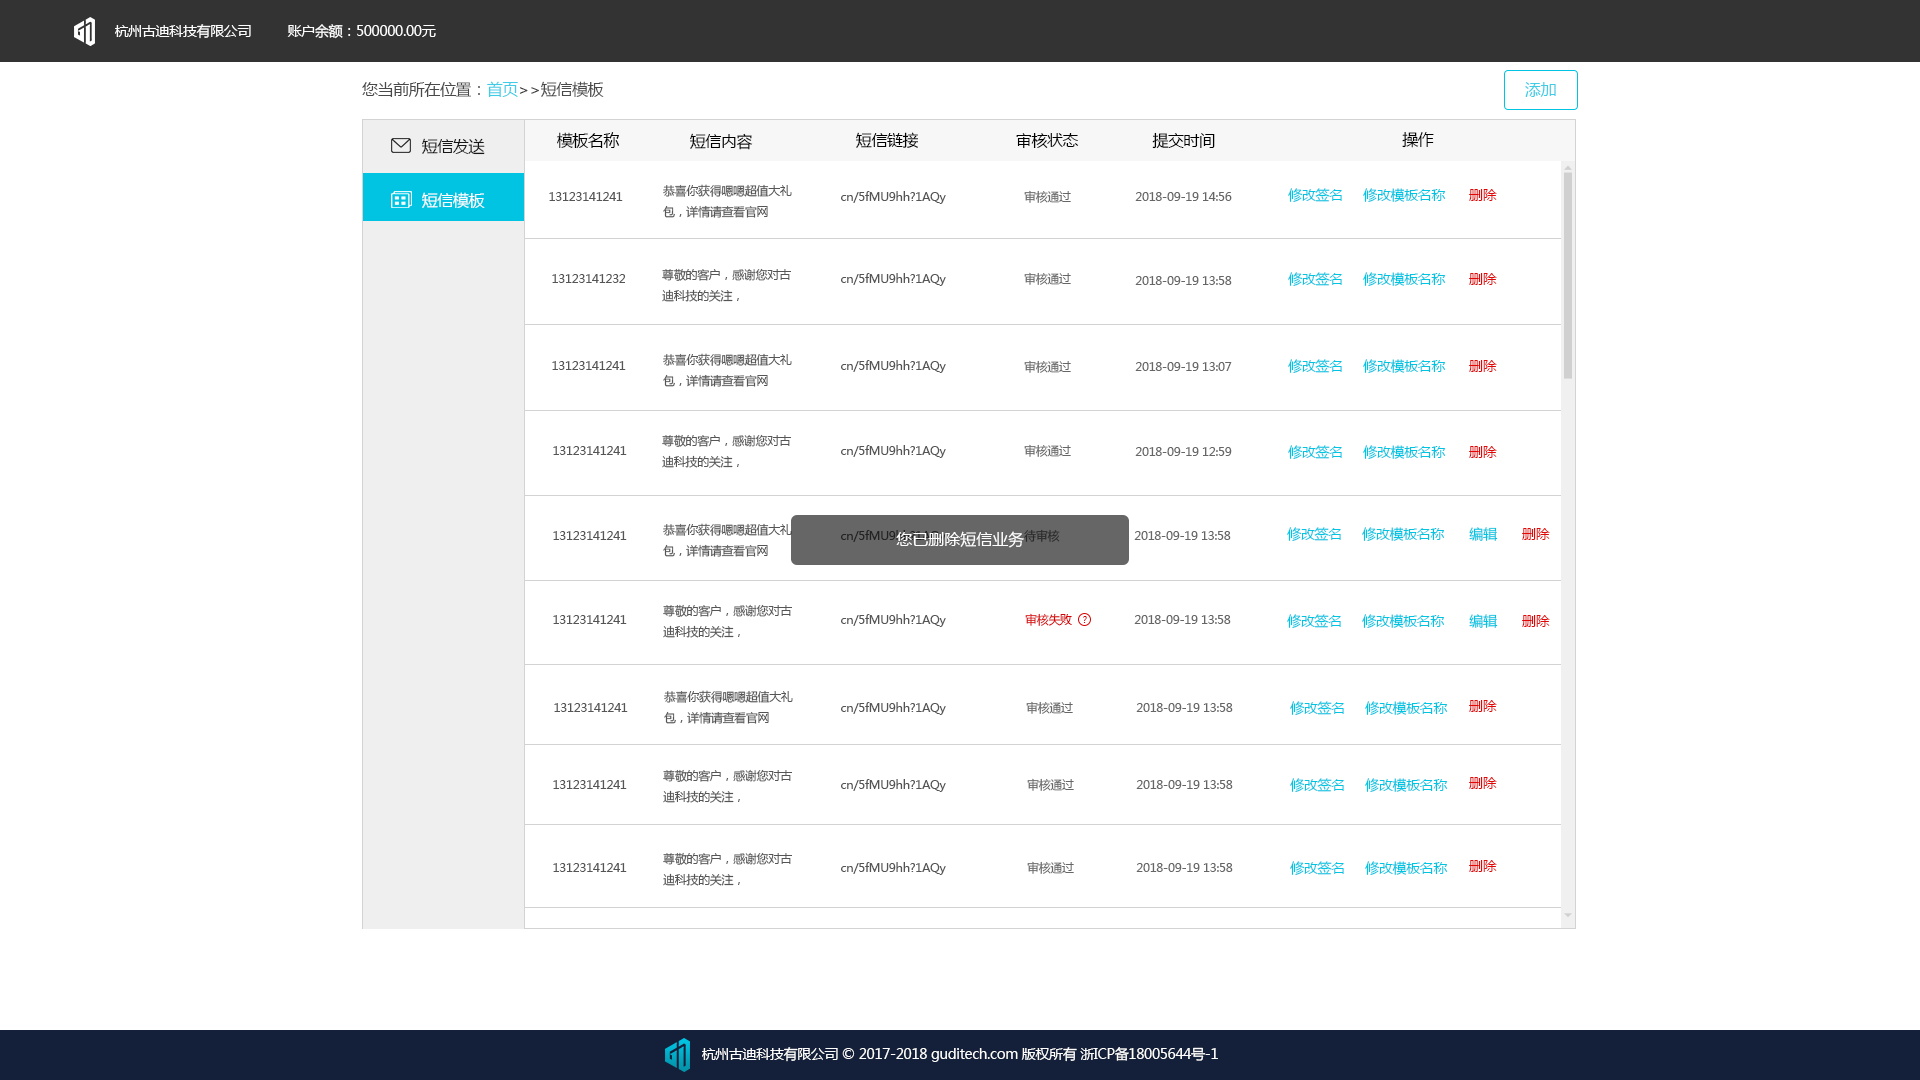 杭州古迪科技有限公司 账户余额：500000.00元
您当前所在位置：首页>>短信模板 添加
短信发送
短信模板
模板名称 短信内容 短信链接 审核状态 提交时间 操作
13123141241 恭喜你获得嗯嗯超值大礼包，详情请查看官网 cn/5fMU9hh?1AQy 审核通过 2018-09-19 14:56 修改签名 修改模板名称 删除
13123141232 尊敬的客户，感谢您对古迪科技的关注， cn/5fMU9hh?1AQy 审核通过 2018-09-19 13:58 修改签名 修改模板名称 删除
13123141241 恭喜你获得嗯嗯超值大礼包，详情请查看官网 cn/5fMU9hh?1AQy 审核通过 2018-09-19 13:07 修改签名 修改模板名称 删除
13123141241 尊敬的客户，感谢您对古迪科技的关注， cn/5fMU9hh?1AQy 审核通过 2018-09-19 12:59 修改签名 修改模板名称 删除
13123141241 恭喜你获得嗯嗯超值大礼包，详情请查看官网 待审核 2018-09-19 13:58 修改签名 修改模板名称 编辑 删除
您已删除短信业务
13123141241 尊敬的客户，感谢您对古迪科技的关注， cn/5fMU9hh?1AQy 审核失败 ? 2018-09-19 13:58 修改签名 修改模板名称 编辑 删除
13123141241 恭喜你获得嗯嗯超值大礼包，详情请查看官网 cn/5fMU9hh?1AQy 审核通过 2018-09-19 13:58 修改签名 修改模板名称 删除
13123141241 尊敬的客户，感谢您对古迪科技的关注， cn/5fMU9hh?1AQy 审核通过 2018-09-19 13:58 修改签名 修改模板名称 删除
13123141241 尊敬的客户，感谢您对古迪科技的关注， cn/5fMU9hh?1AQy 审核通过 2018-09-19 13:58 修改签名 修改模板名称 删除
杭州古迪科技有限公司 © 2017-2018 guditech.com 版权所有 浙ICP备18005644号-1